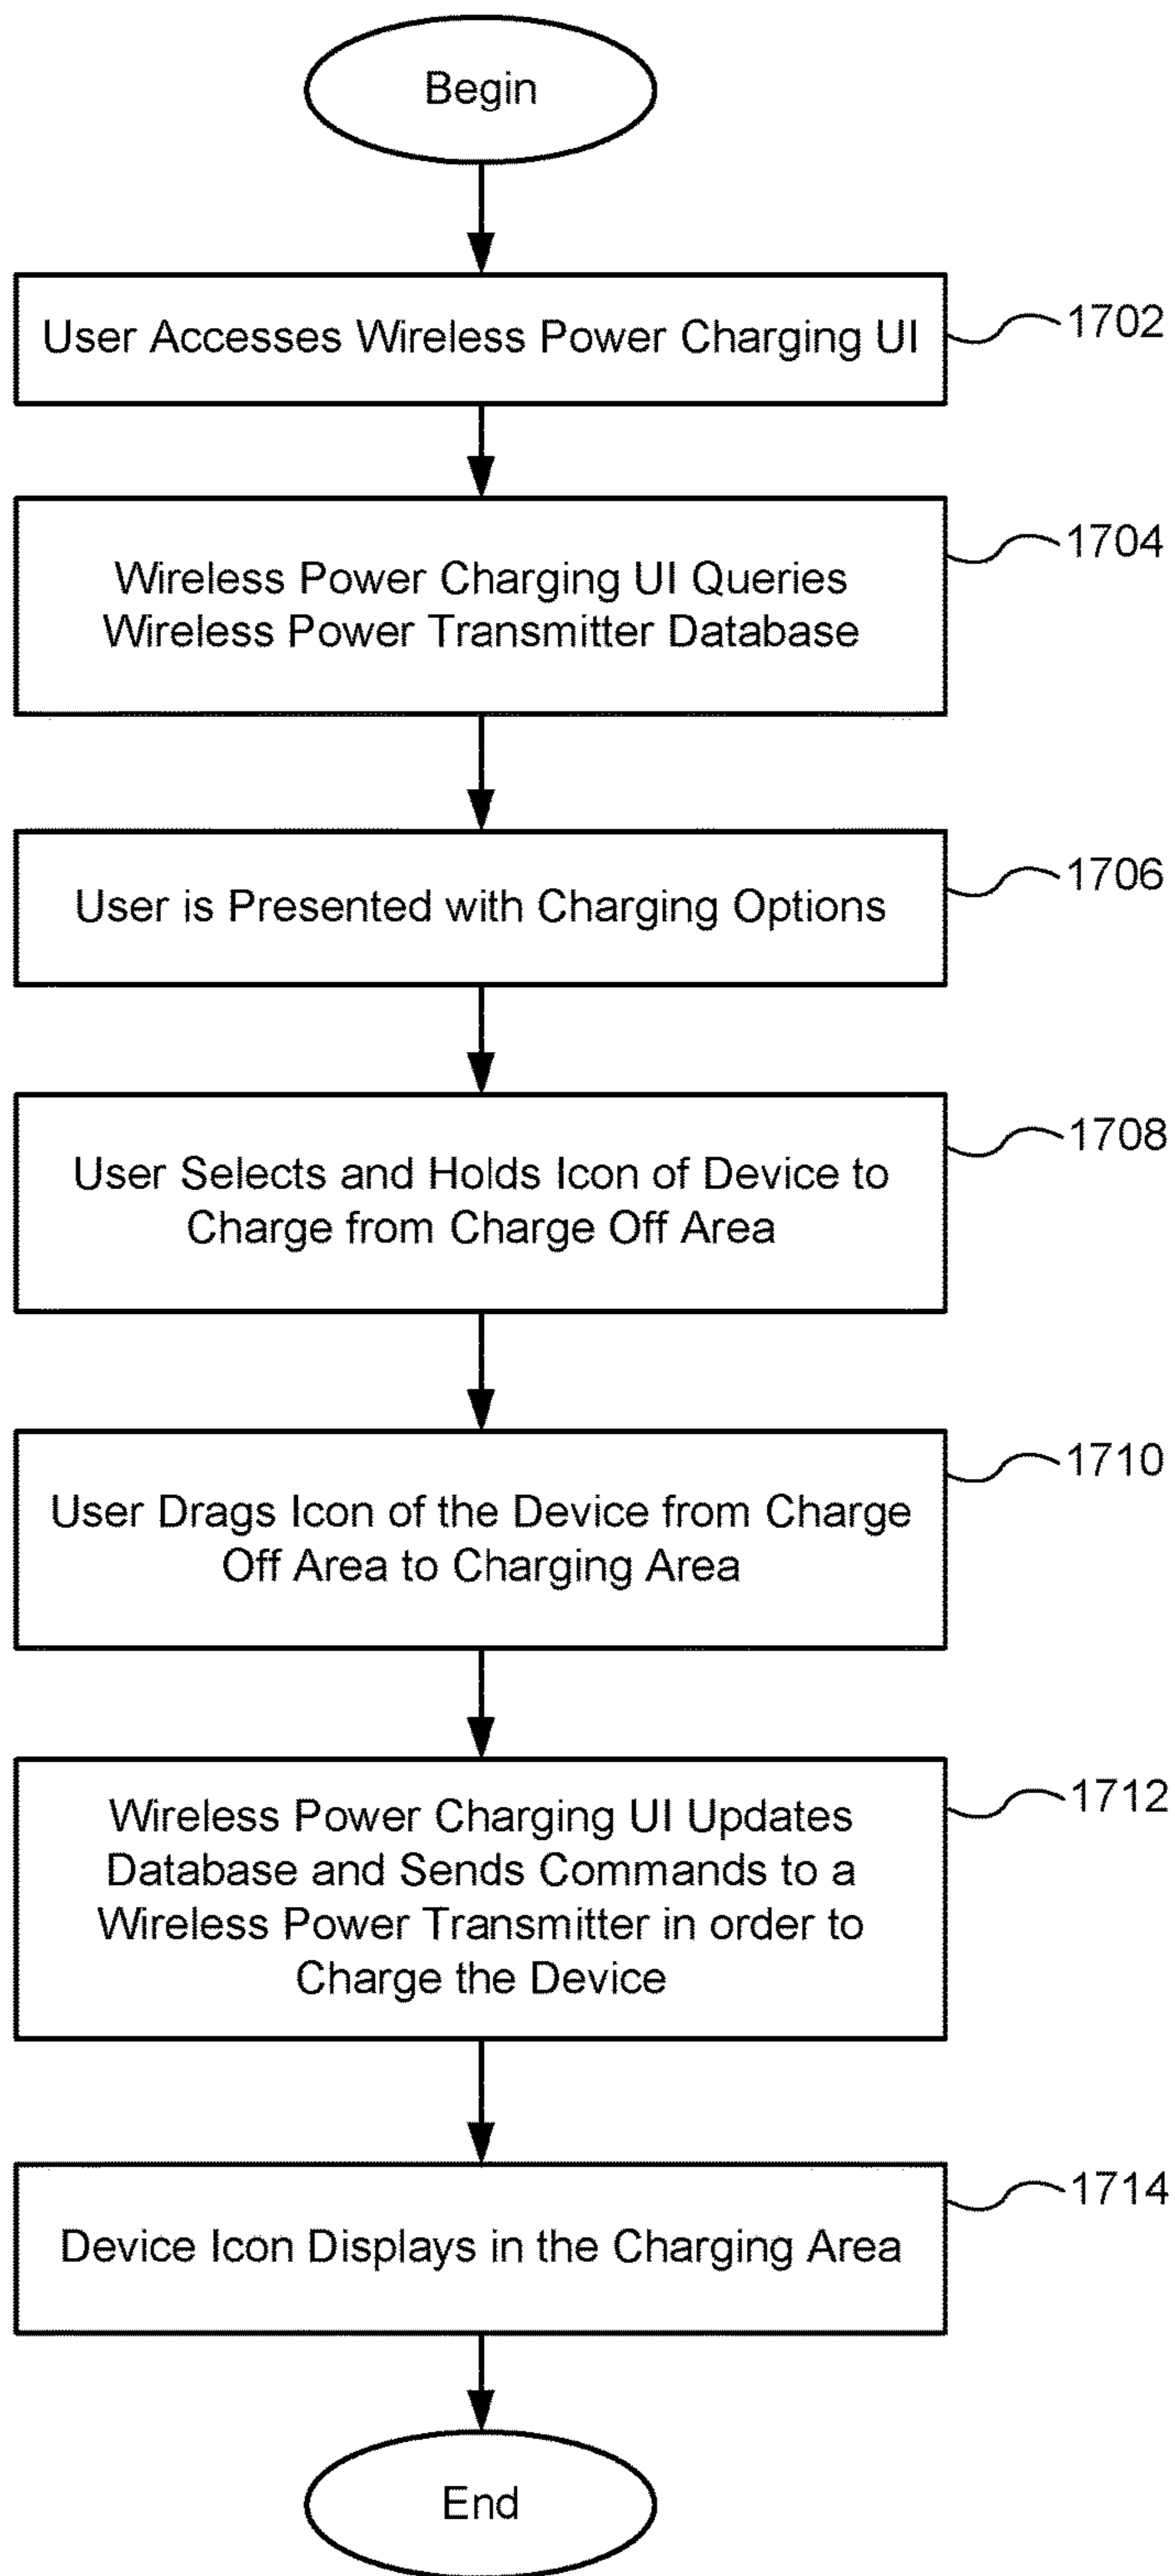 Begin
User Accesses Wireless Power Charging UI
1702
Wireless Power Charging UI Queries
Wireless Power Transmitter Database
1704
User is Presented with Charging Options
1706
User Selects and Holds Icon of Device to
Charge from Charge Off Area
1708
User Drags Icon of the Device from Charge
Off Area to Charging Area
1710
Wireless Power Charging UI Updates
Database and Sends Commands to a
Wireless Power Transmitter in order to
Charge the Device
1712
Device Icon Displays in the Charging Area
1714
End